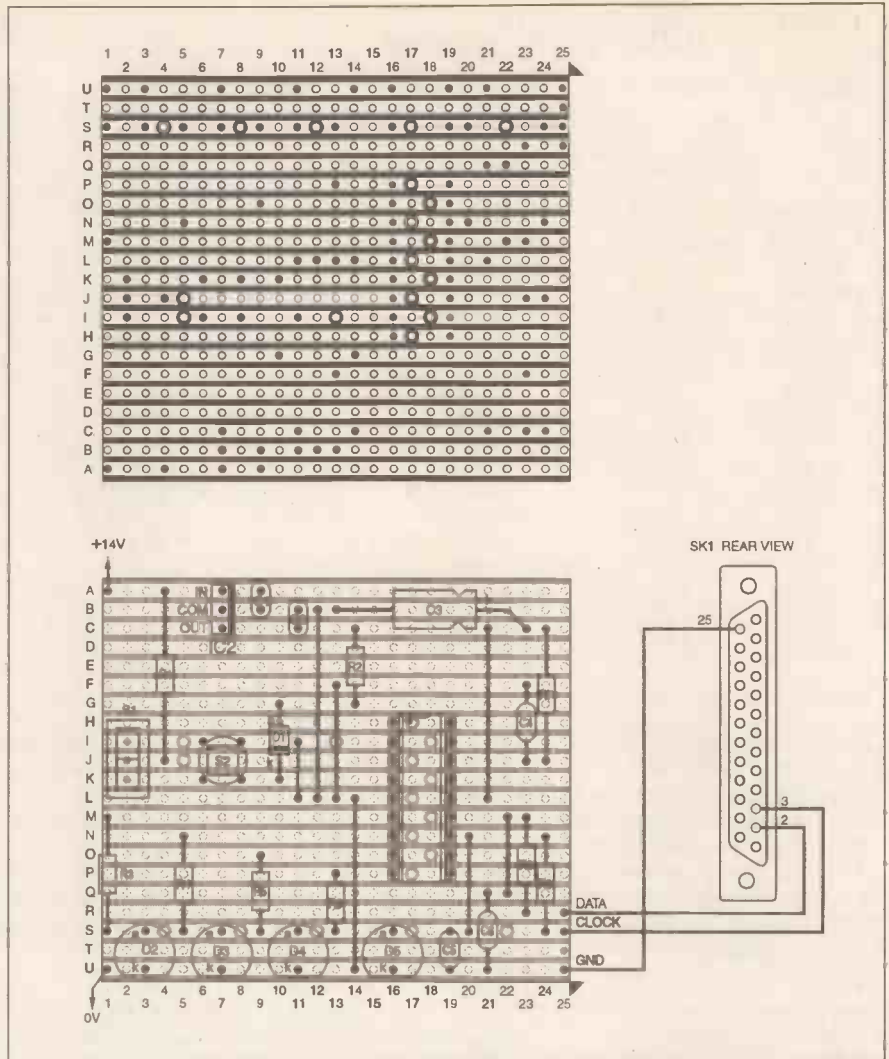 1 3 5 7 9 11 13 15 17 19 21 23 25
2 4 6 8 10 12 14 16 18 20 22 24
U
T
S
R
Q
P
O
N
M
L
K
J
I
H
G
F
E
D
C
B
A
+14V
SK1 REAR VIEW
A IN
B COM C3
C OUT
D
E R2
F
G
H
I D1
J S2
K k
L
M
N
O
P R3
Q
R
S
T D2 D3 D4 D5 C5
U k k k k
1 3 5 7 9 11 13 15 17 19 21 23 25
2 4 6 8 10 12 14 16 18 20 22 24
0V
25
3
2
DATA
CLOCK
GND